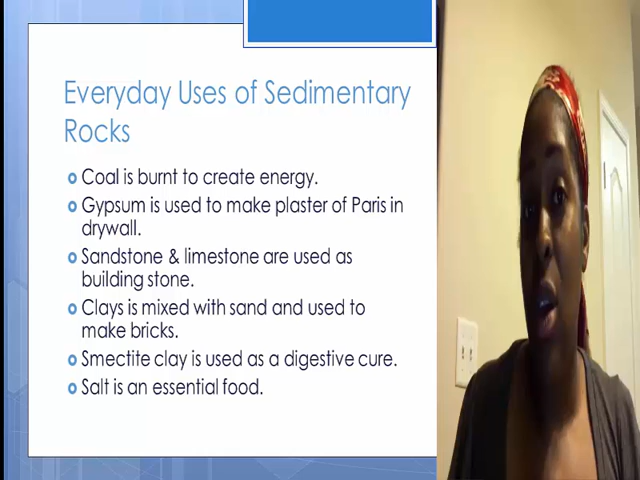 Everyday Uses of Sedimentary
Rocks
Coal is burnt to create energy.
Gypsum is used to make plaster of Paris in
drywall.
Sandstone & limestone are used as
building stone.
Clays is mixed with sand and used to
make bricks.
Smectite clay is used as a digestive cure.
Salt is an essential food.